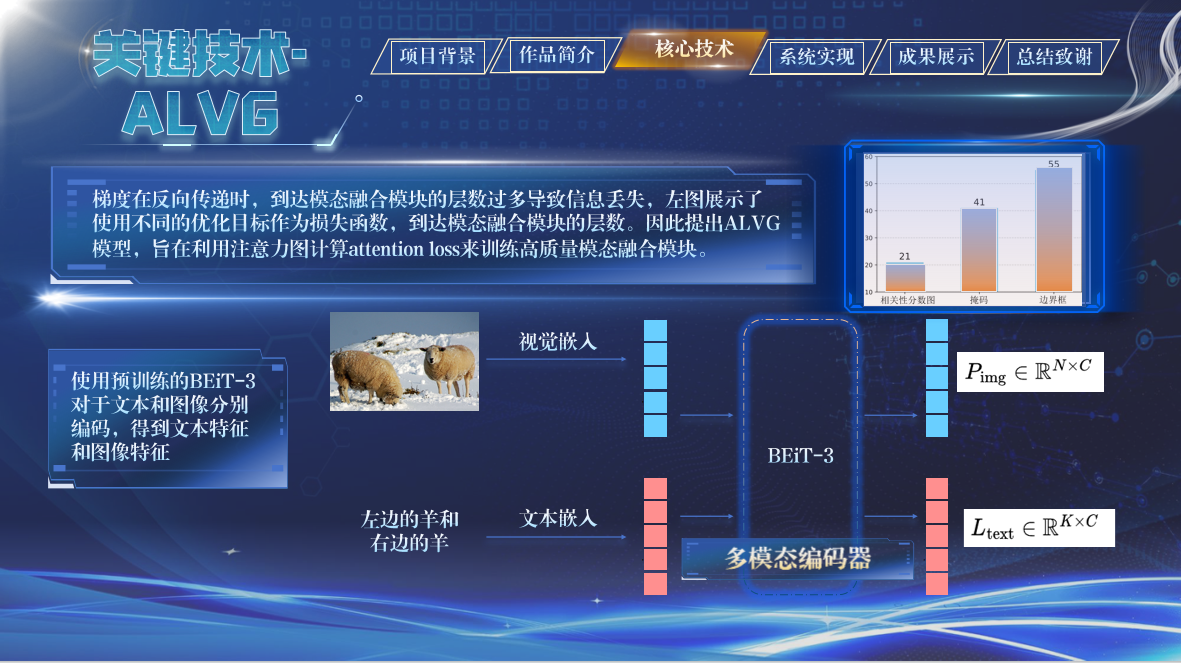 关键技术-
ALVG
项目背景
作品简介
核心技术
系统实现
成果展示
总结致谢
梯度在反向传递时，到达模态融合模块的层数过多导致信息丢失，左图展示了
使用不同的优化目标作为损失函数，到达模态融合模块的层数。因此提出ALVG
模型，旨在利用注意力图计算attention loss来训练高质量模态融合模块。
60
50
40
30
20
10
21
41
55
相关性分数图
掩码
边界框
使用预训练的BEiT-3
对于文本和图像分别
编码，得到文本特征
和图像特征
视觉嵌入
左边的羊和
右边的羊
文本嵌入
BEiT-3
多模态编码器
P_img ∈ ℝ^{N×C}
L_text ∈ ℝ^{K×C}